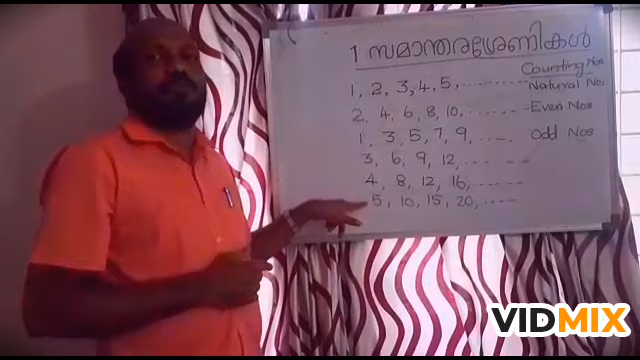 1 സമാന്തരശ്രേണികൾ
Counting Nos
1, 2, 3, 4, 5, ........... Natural Nos
2, 4, 6, 8, 10, ........... Even Nos
1, 3, 5, 7, 9, ........ Odd Nos
3, 6, 9, 12, ...... ..
4, 8, 12, 16, ......
5, 10, 15, 20, ......
VIDMIX